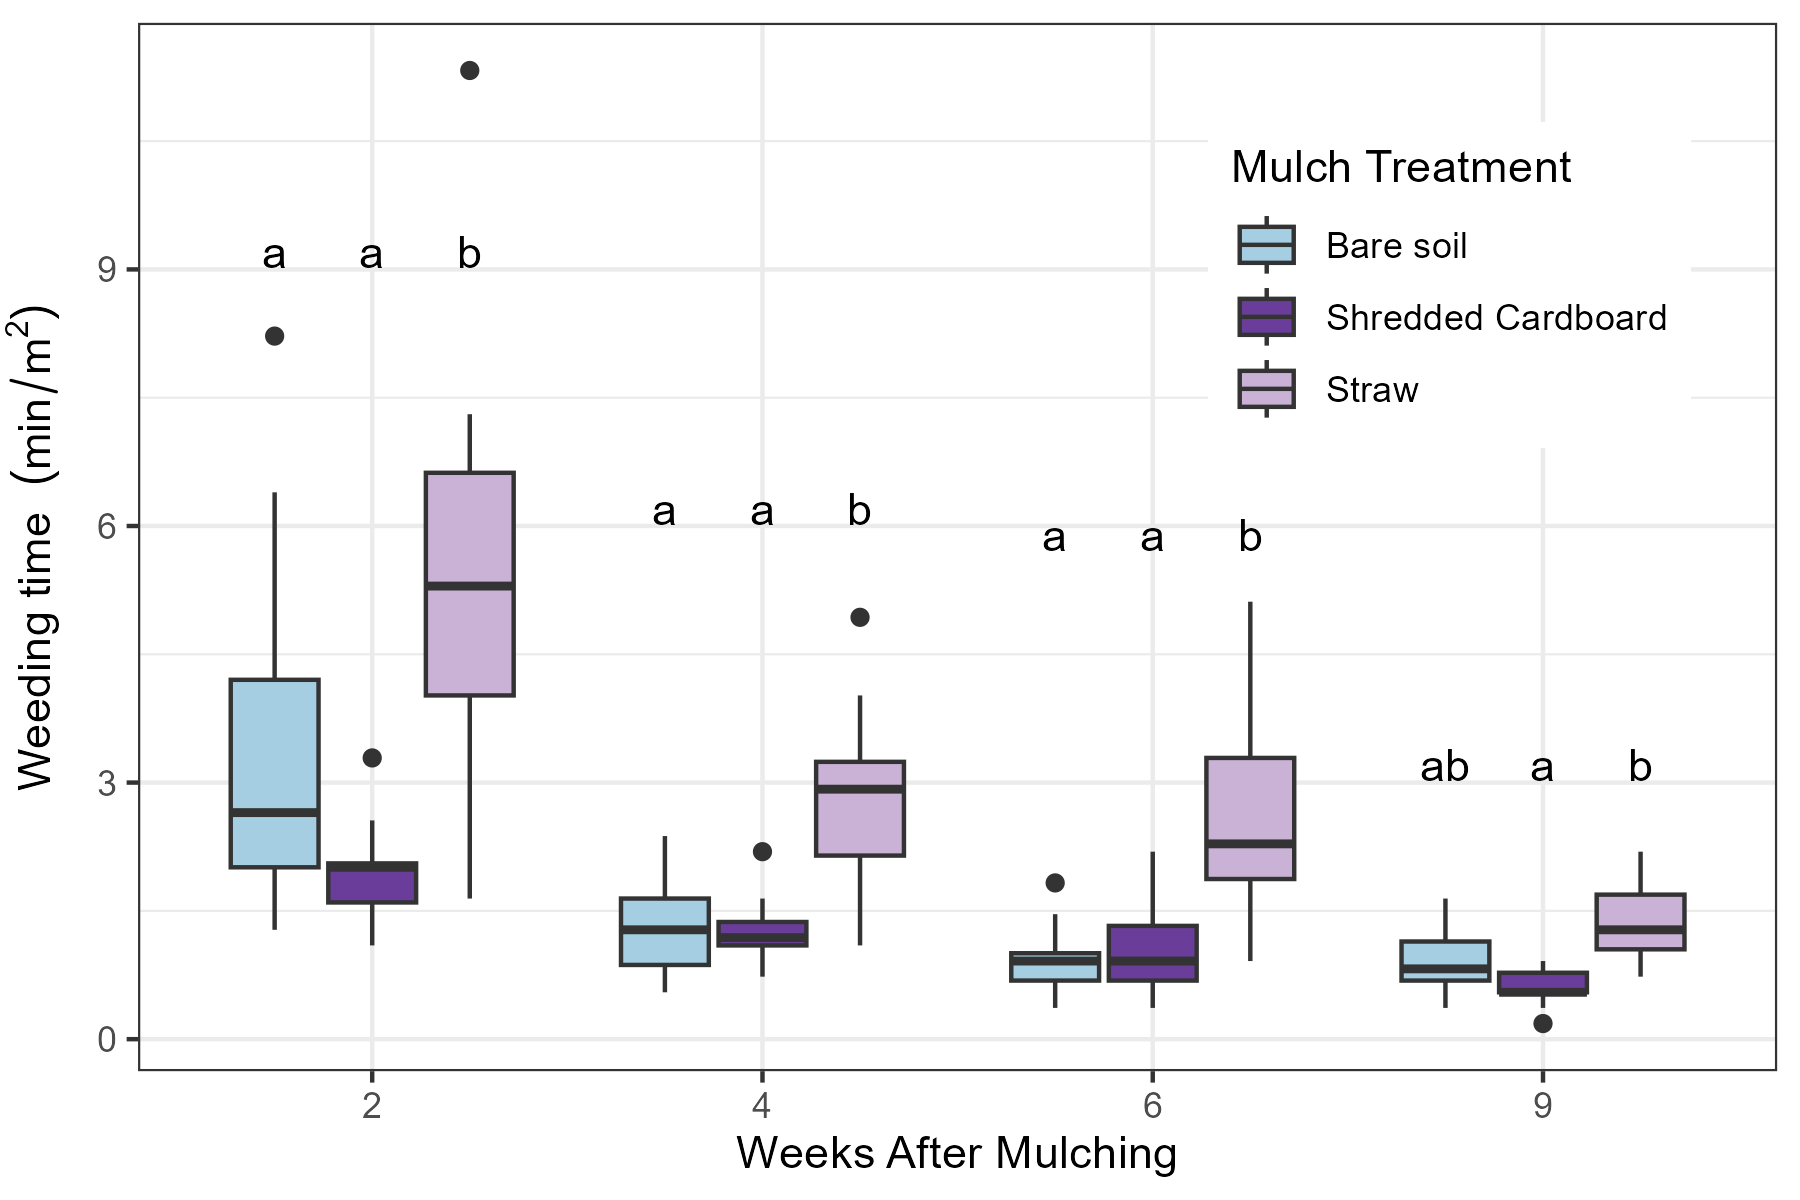 Weeding time (min/m²)
9
6
3
0
a a b
a a b
a a b
ab a b
Mulch Treatment
Bare soil
Shredded Cardboard
Straw
2 4 6 9
Weeks After Mulching